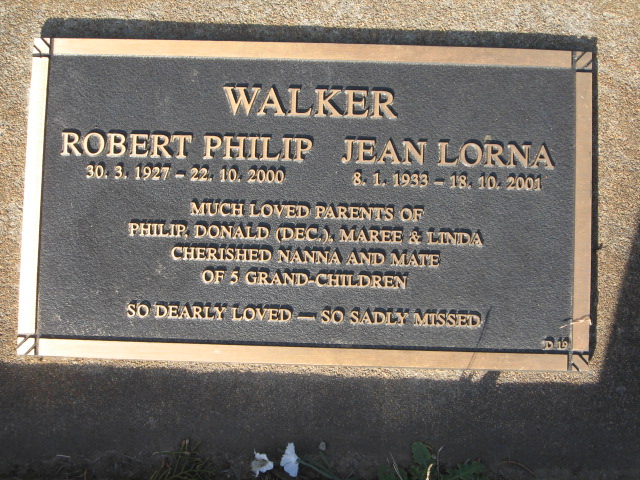 WALKER
ROBERT PHILIP JEAN LORNA
30. 3. 1927 – 22. 10. 2000 8. 1. 1933 – 18. 10. 2001
MUCH LOVED PARENTS OF
PHILIP, DONALD (DEC.), MAREE & LINDA
CHERISHED NANNA AND MATE
OF 5 GRAND-CHILDREN
SO DEARLY LOVED — SO SADLY MISSED
D 19